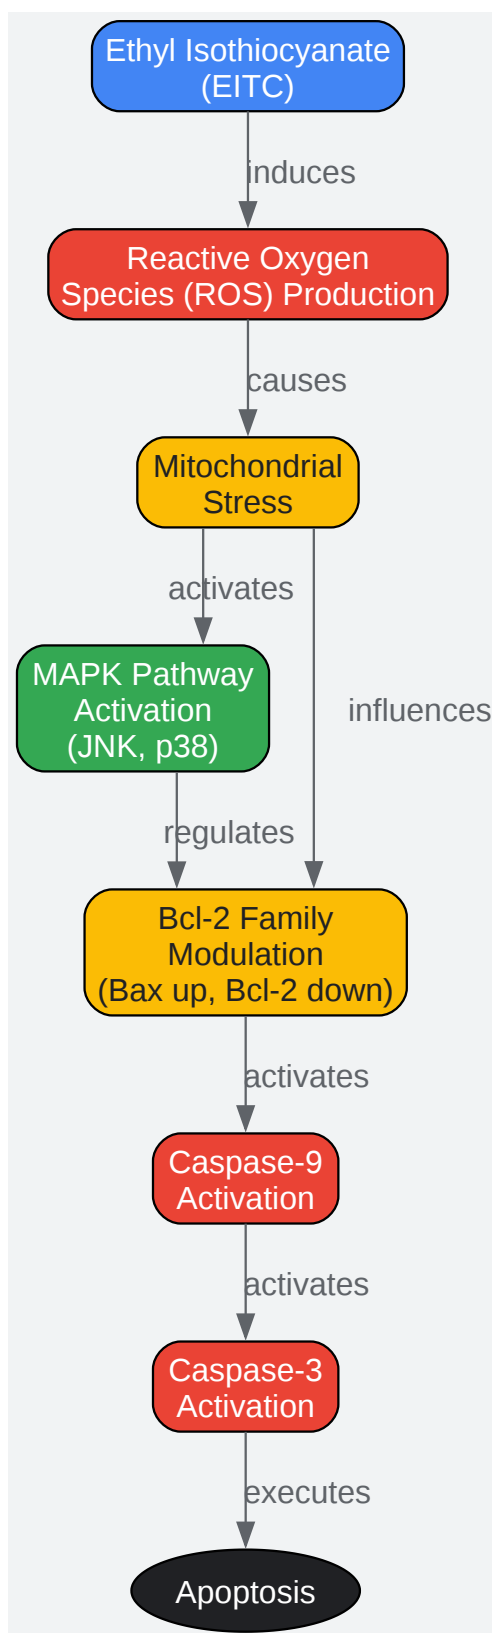 Ethyl Isothiocyanate
(EITC)
induces
Reactive Oxygen
Species (ROS) Production
causes
Mitochondrial
Stress
activates
MAPK Pathway
Activation
(JNK, p38)
influences
regulates
Bcl-2 Family
Modulation
(Bax up, Bcl-2 down)
activates
Caspase-9
Activation
activates
Caspase-3
Activation
executes
Apoptosis